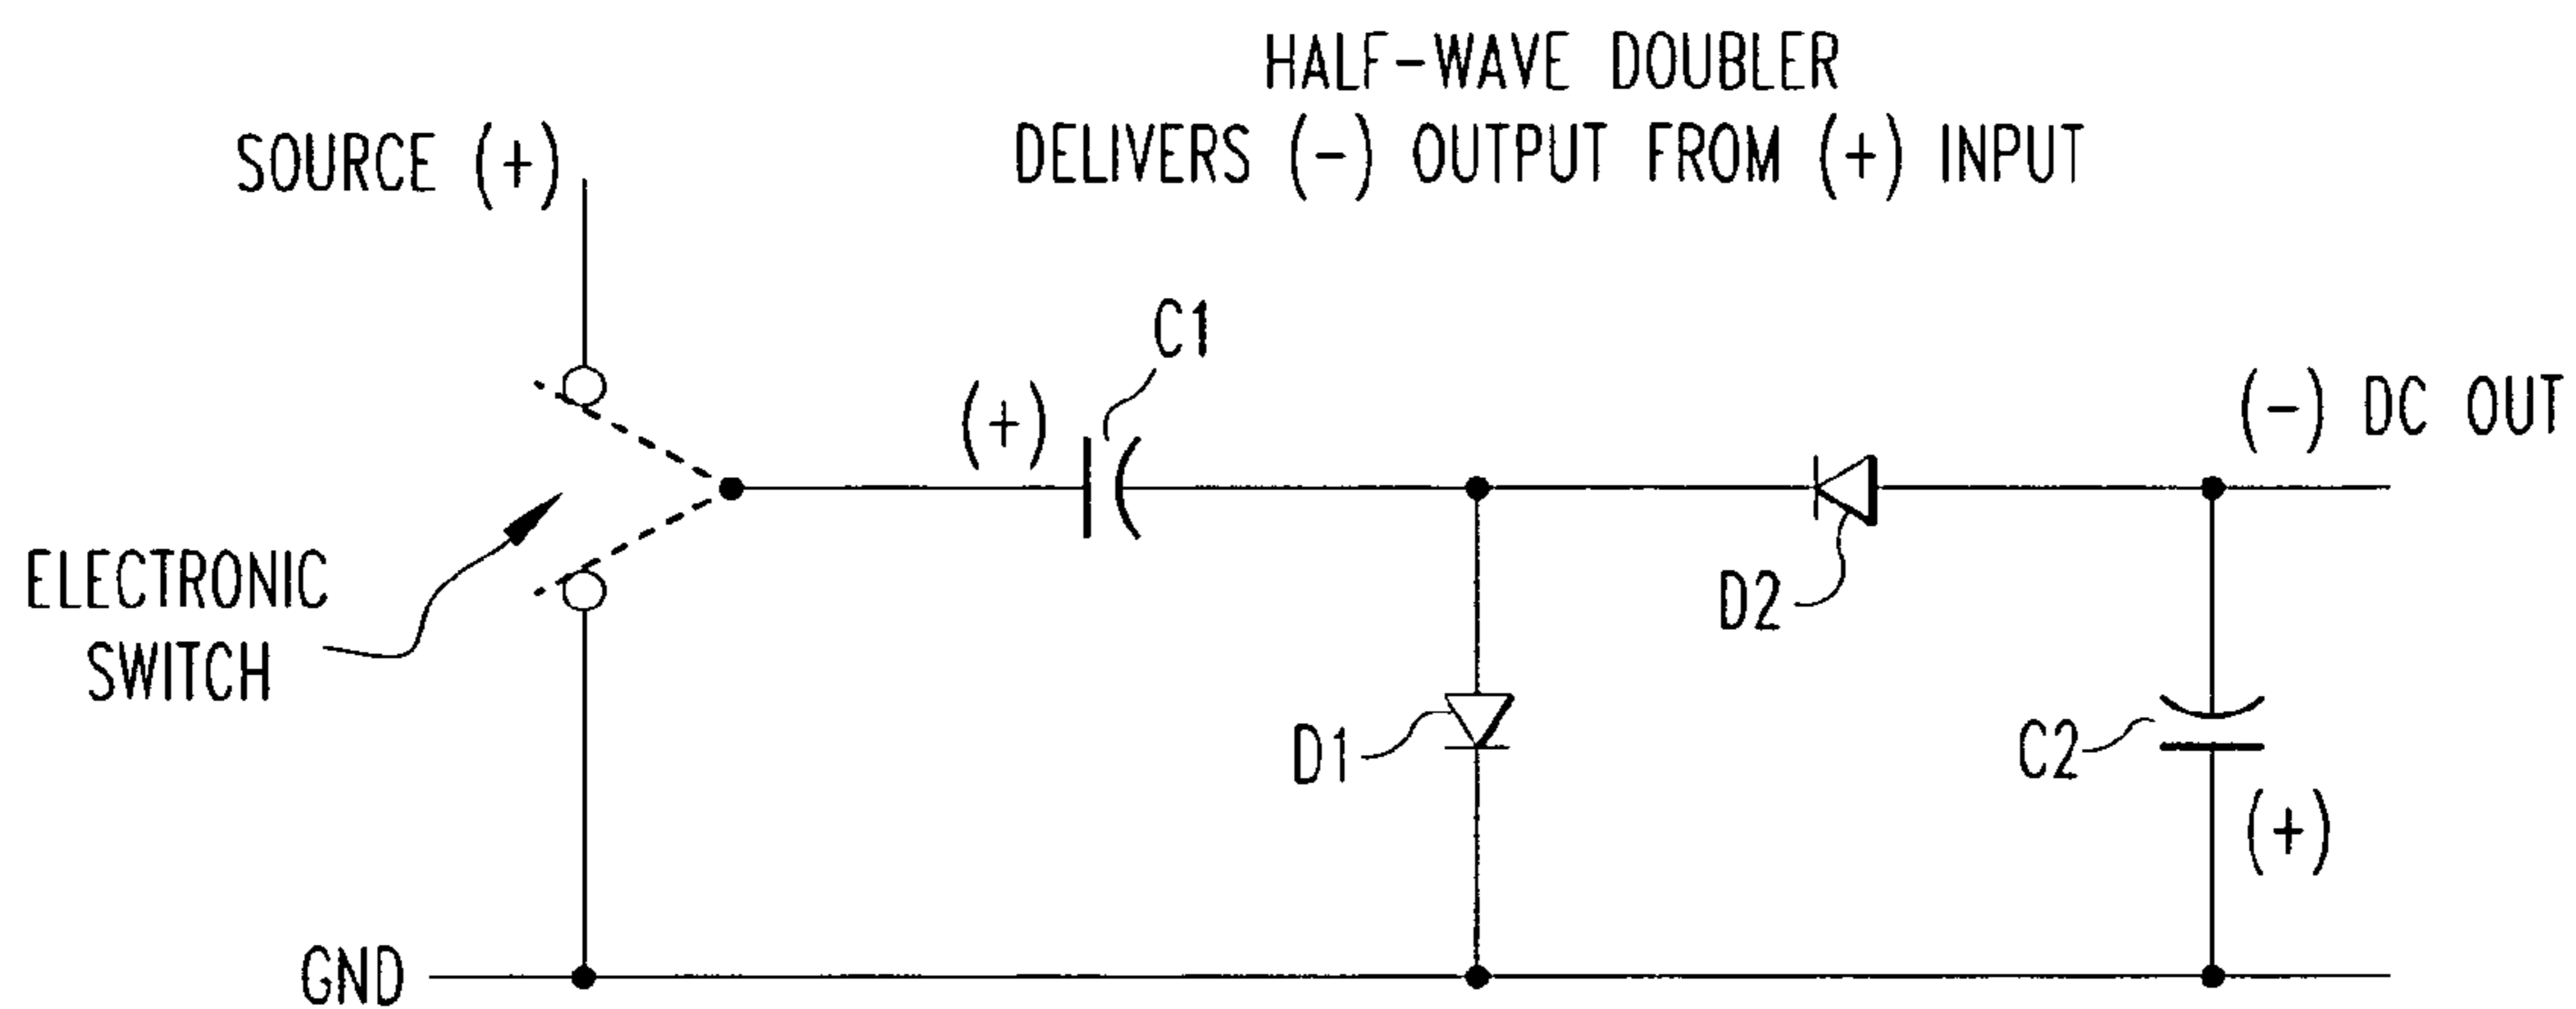 HALF-WAVE DOUBLER
DELIVERS (-) OUTPUT FROM (+) INPUT
SOURCE (+)
C1
(+)
(-) DC OUT
ELECTRONIC
SWITCH
D2
D1
C2
(+)
GND